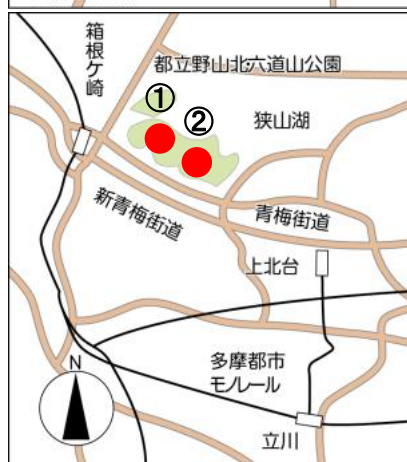 箱根ケ崎
都立野山北六道山公園
①
②
狭山湖
新青梅街道
青梅街道
上北台
多摩都市
モノレール
N
立川